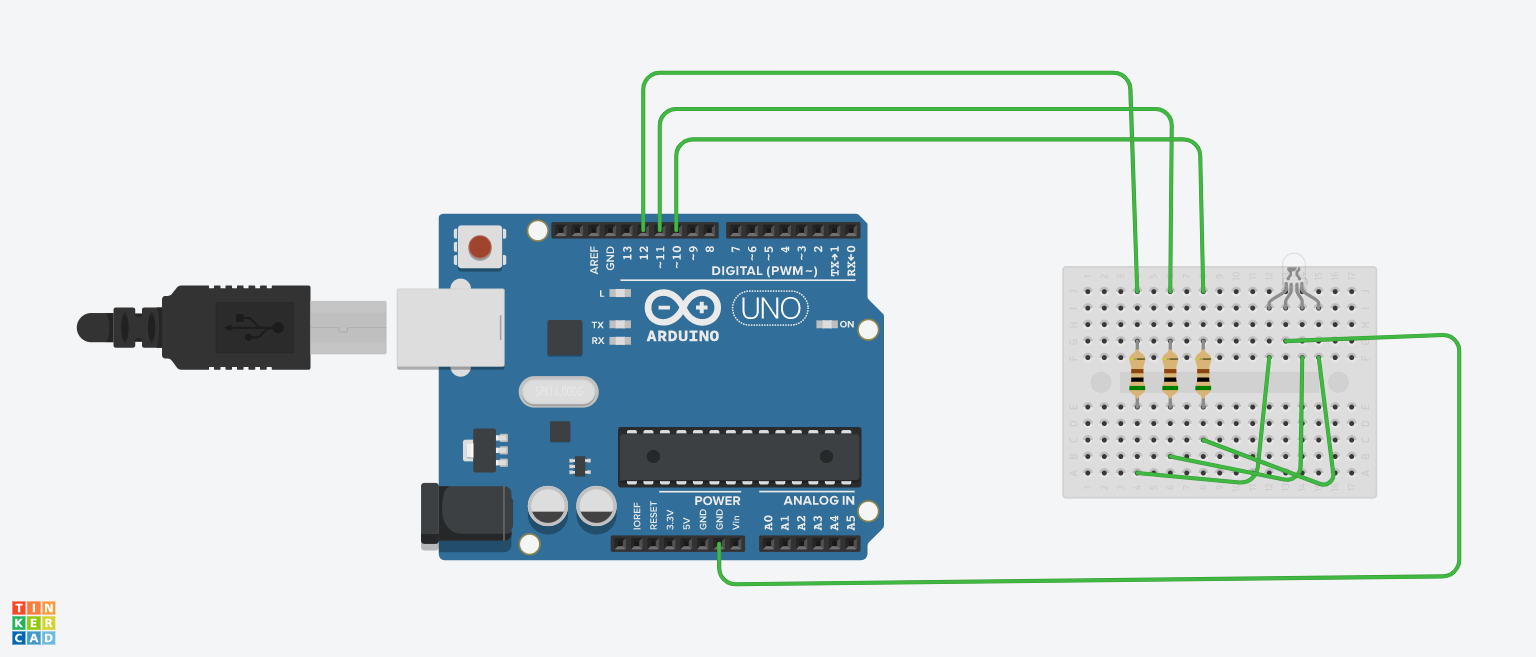 AREF
GND
13
12
~11
~10
~9
8
7
~6
~5
4
~3
2
TX→1
RX←0
DIGITAL (PWM~)
L
TX
RX
ARDUINO
UNO
ON
POWER
ANALOG IN
IOREF
RESET
3.3V
5V
GND
GND
Vin
A0
A1
A2
A3
A4
A5
TIN
KER
CAD